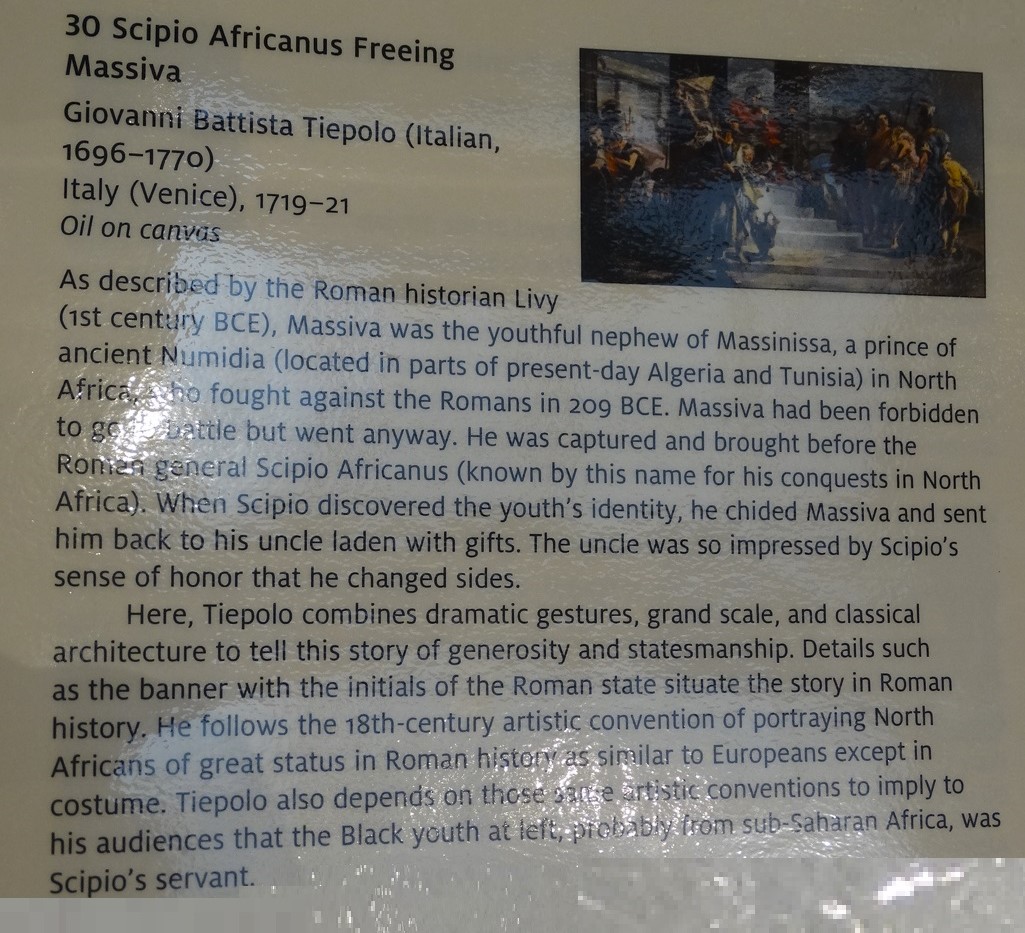 30 Scipio Africanus Freeing
Massiva
Giovanni Battista Tiepolo (Italian,
1696–1770)
Italy (Venice), 1719–21
Oil on canvas
As described by the Roman historian Livy
(1st century BCE), Massiva was the youthful nephew of Massinissa, a prince of
ancient Numidia (located in parts of present-day Algeria and Tunisia) in North
Africa, who fought against the Romans in 209 BCE. Massiva had been forbidden
to go battle but went anyway. He was captured and brought before the
Roman general Scipio Africanus (known by this name for his conquests in North
Africa). When Scipio discovered the youth's identity, he chided Massiva and sent
him back to his uncle laden with gifts. The uncle was so impressed by Scipio's
sense of honor that he changed sides.
Here, Tiepolo combines dramatic gestures, grand scale, and classical
architecture to tell this story of generosity and statesmanship. Details such
as the banner with the initials of the Roman state situate the story in Roman
history. He follows the 18th-century artistic convention of portraying North
Africans of great status in Roman history as similar to Europeans except in
costume. Tiepolo also depends on those same artistic conventions to imply to
his audiences that the Black youth at left, probably from sub-Saharan Africa, was
Scipio's servant.